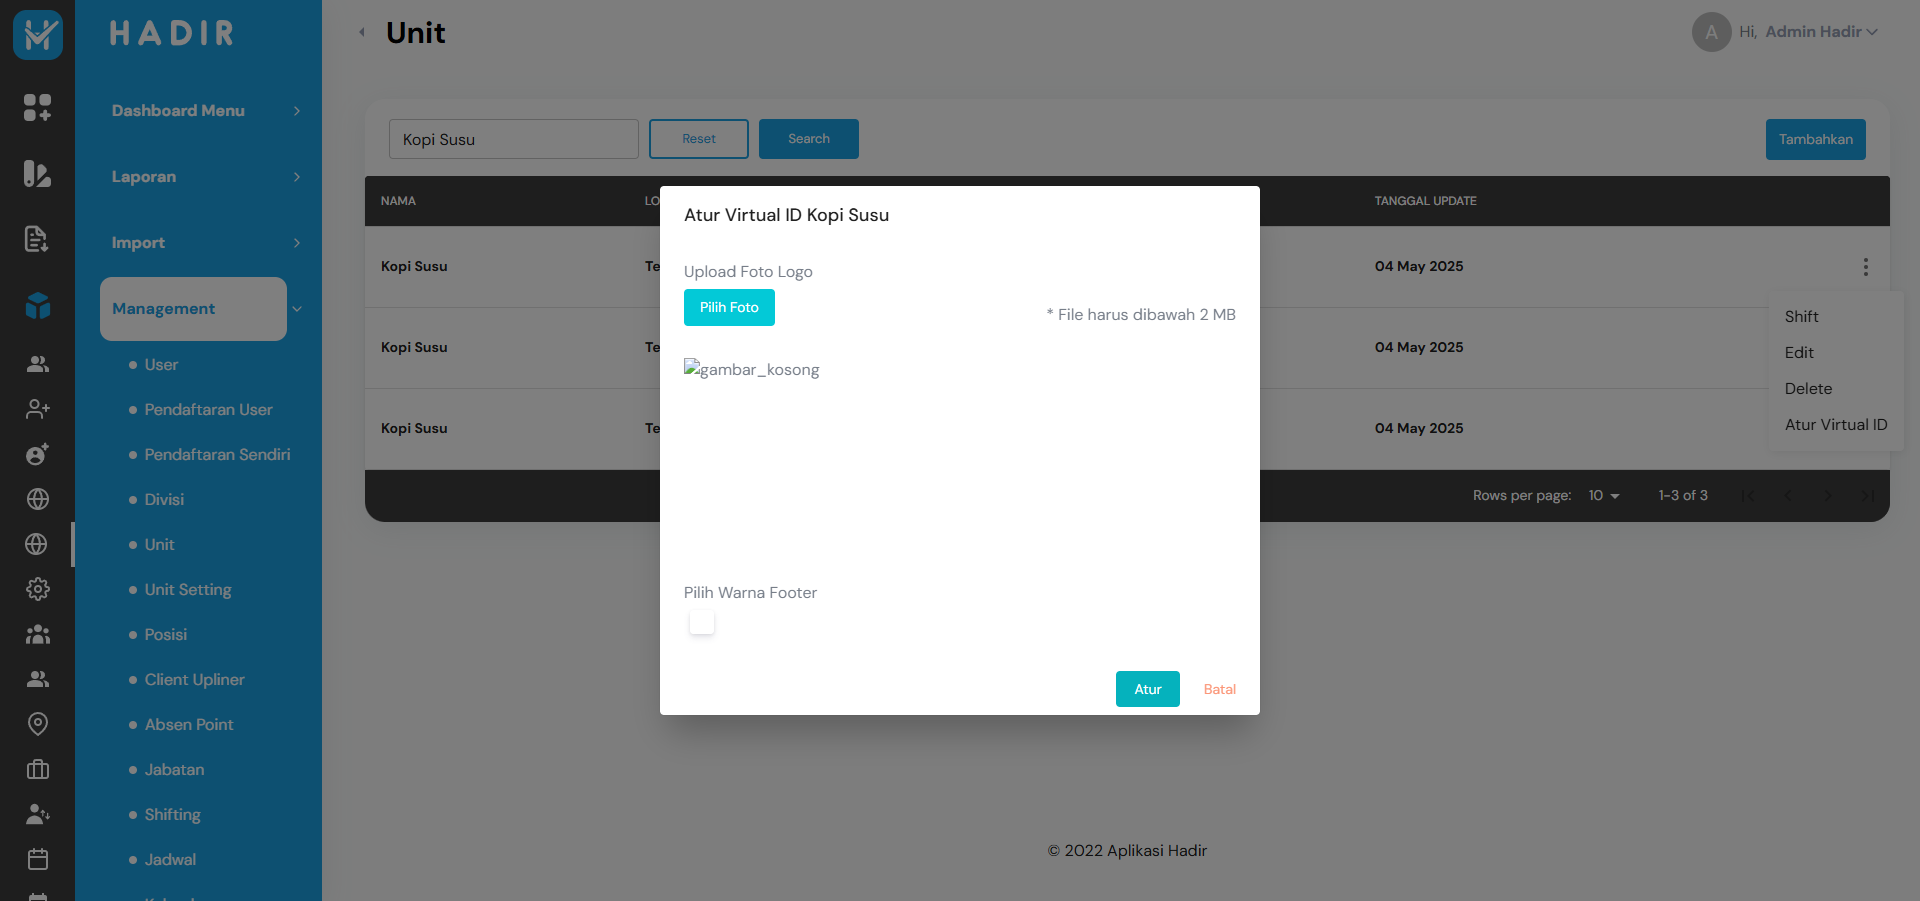 HADIR
Unit
A
Hi, Admin Hadir
Dashboard Menu
Laporan
Import
Management
User
Pendaftaran User
Pendaftaran Sendiri
Divisi
Unit
Unit Setting
Posisi
Client Upliner
Absen Point
Jabatan
Shifting
Jadwal
Kopi Susu
Reset
Search
Tambahkan
NAMA
LO
TANGGAL UPDATE
Kopi Susu
Te
04 May 2025
Kopi Susu
Te
04 May 2025
Kopi Susu
Te
04 May 2025
Shift
Edit
Delete
Atur Virtual ID
Rows per page: 10
1-3 of 3
Atur Virtual ID Kopi Susu
Upload Foto Logo
Pilih Foto
* File harus dibawah 2 MB
gambar_kosong
Pilih Warna Footer
Atur
Batal
© 2022 Aplikasi Hadir